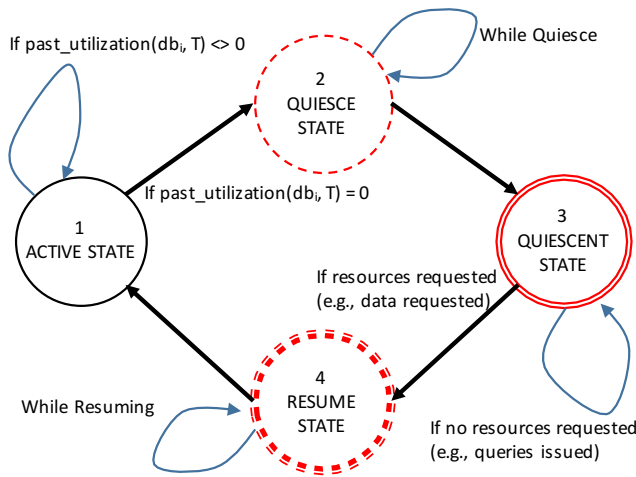 If past_utilization(dbᵢ, T) <> 0
While Quiesce
2
QUIESCE
STATE
If past_utilization(dbᵢ, T) = 0
1
ACTIVE STATE
3
QUIESCENT
STATE
If resources requested
(e.g., data requested)
4
RESUME
STATE
While Resuming
If no resources requested
(e.g., queries issued)